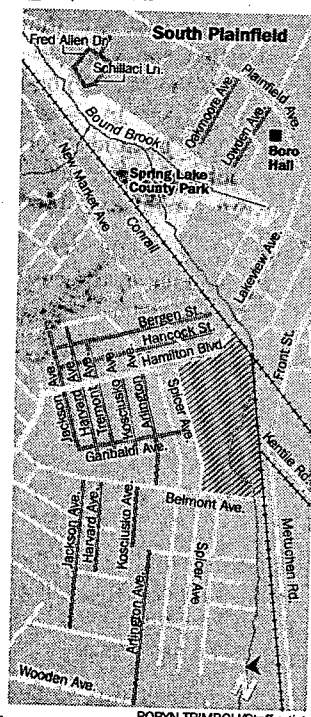 South Plainfield
Fred Allen Dr.
Schillaci Ln.
Plainfield Ave.
Bound Brook
Oakmoore Ave.
Lowden Ave.
Boro
Hall
New Market Ave.
Spring Lake
County Park
Conrail
Lakeview Ave.
Bergen St.
Hancock St.
Hamilton Blvd.
Front St.
Jackson Ave.
Harvard Ave.
Fremont Ave.
Kosciusko Ave.
Arlington Ave.
Spicer Ave.
Garibaldi Ave.
Kentile Rd.
Belmont Ave.
Metuchen Rd.
Jackson Ave.
Harvard Ave.
Kosciusko Ave.
Arlington Ave.
Spicer Ave.
Wooden Ave.
N